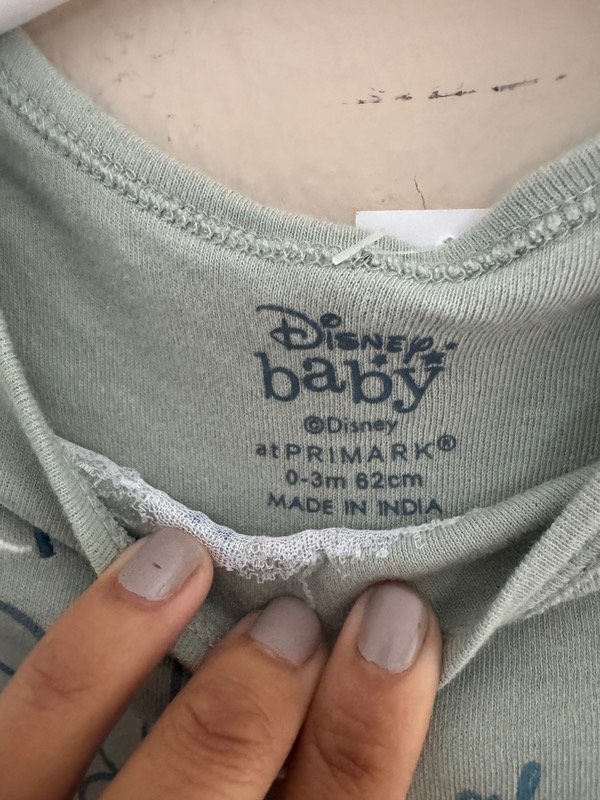 Disney
baby
©Disney
at PRIMARK®
0-3m 62cm
MADE IN INDIA